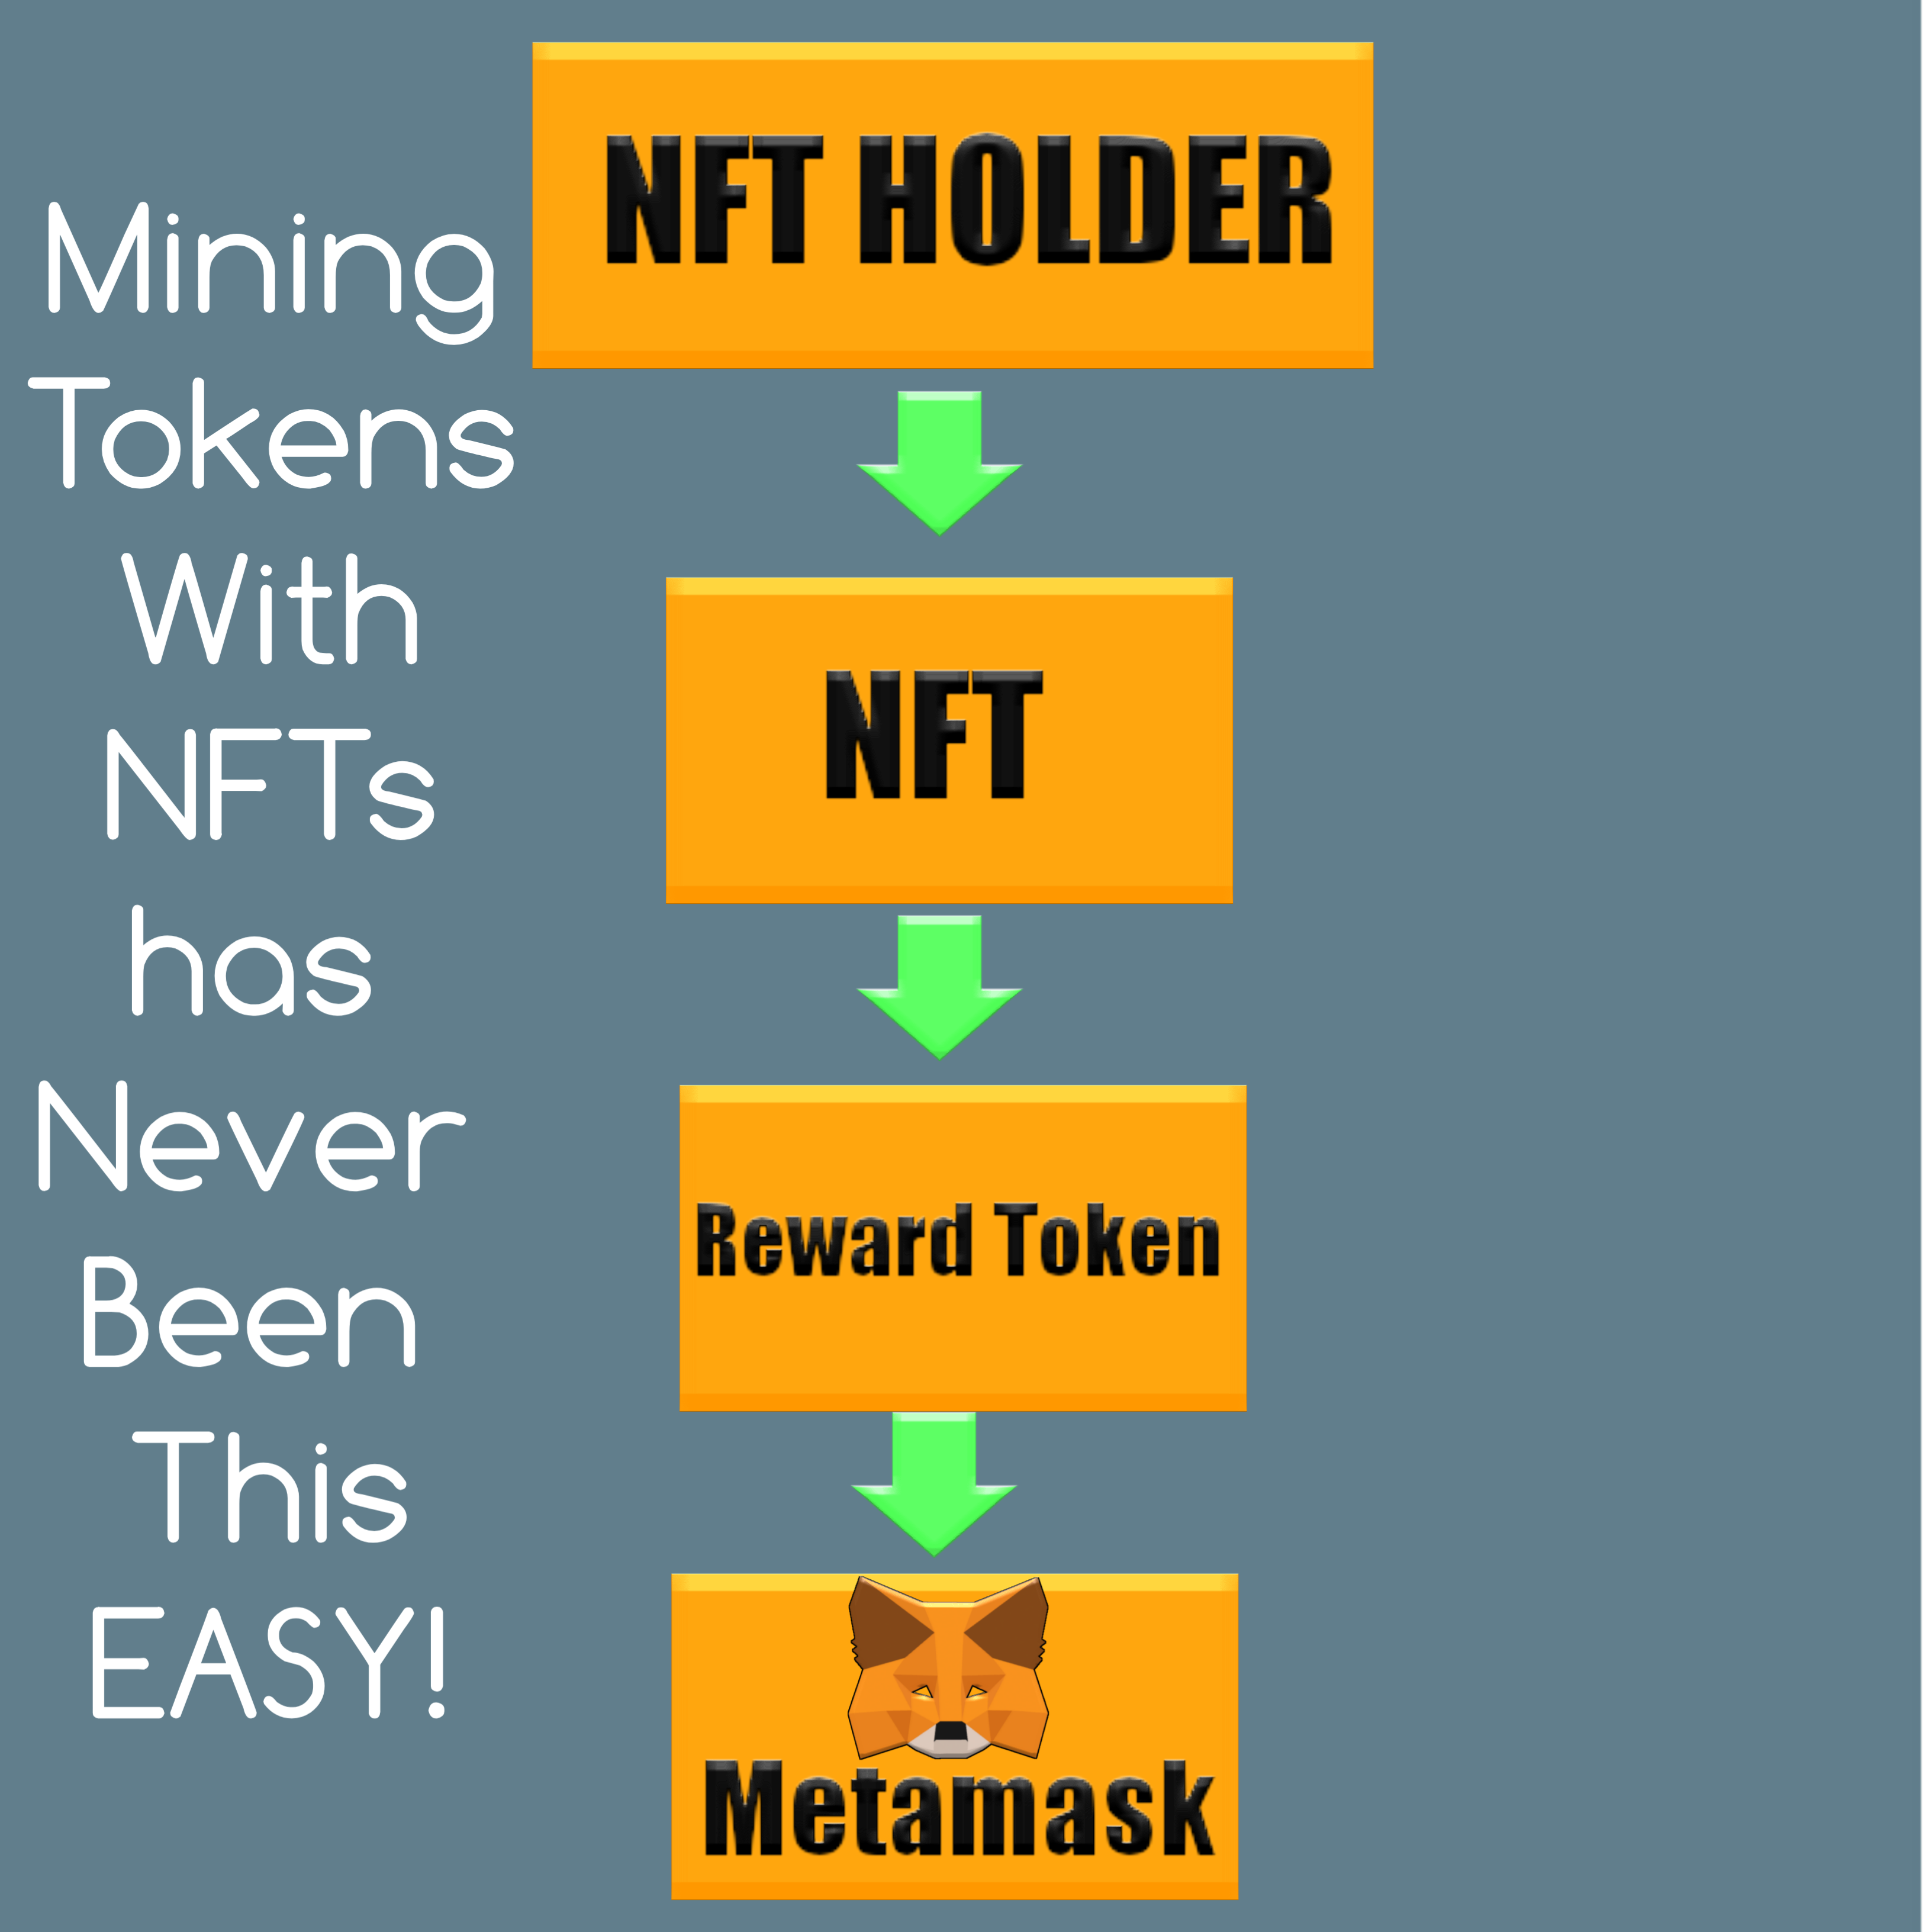 Mining
Tokens
With
NFTs
has
Never
Been
This
EASY!
NFT HOLDER
NFT
Reward Token
Metamask